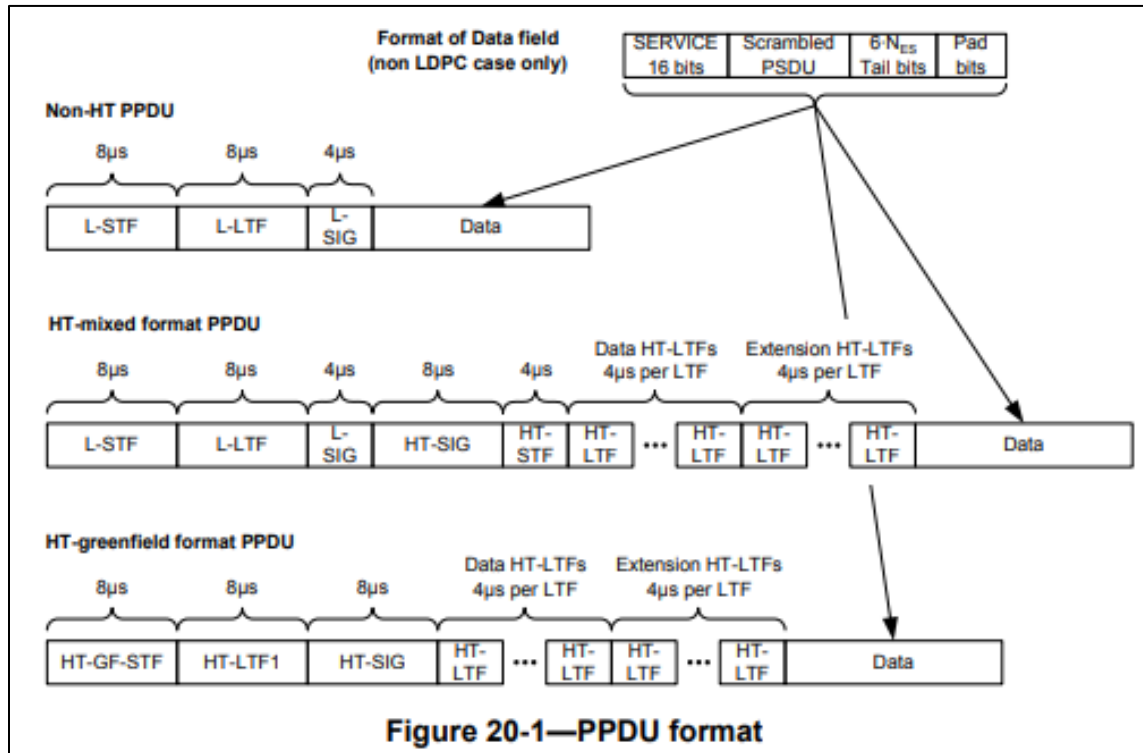 Format of Data field
(non LDPC case only)
SERVICE
16 bits
Scrambled
PSDU
6·N_ES
Tail bits
Pad
bits
Non-HT PPDU
8µs
8µs
4µs
L-STF
L-LTF
L-
SIG
Data
HT-mixed format PPDU
Data HT-LTFs
4µs per LTF
Extension HT-LTFs
4µs per LTF
8µs
8µs
4µs
8µs
4µs
L-STF
L-LTF
L-
SIG
HT-SIG
HT-
STF
HT-
LTF
•••
HT-
LTF
HT-
LTF
•••
HT-
LTF
Data
HT-greenfield format PPDU
Data HT-LTFs
4µs per LTF
Extension HT-LTFs
4µs per LTF
8µs
8µs
8µs
HT-GF-STF
HT-LTF1
HT-SIG
HT-
LTF
•••
HT-
LTF
HT-
LTF
•••
HT-
LTF
Data
Figure 20-1—PPDU format